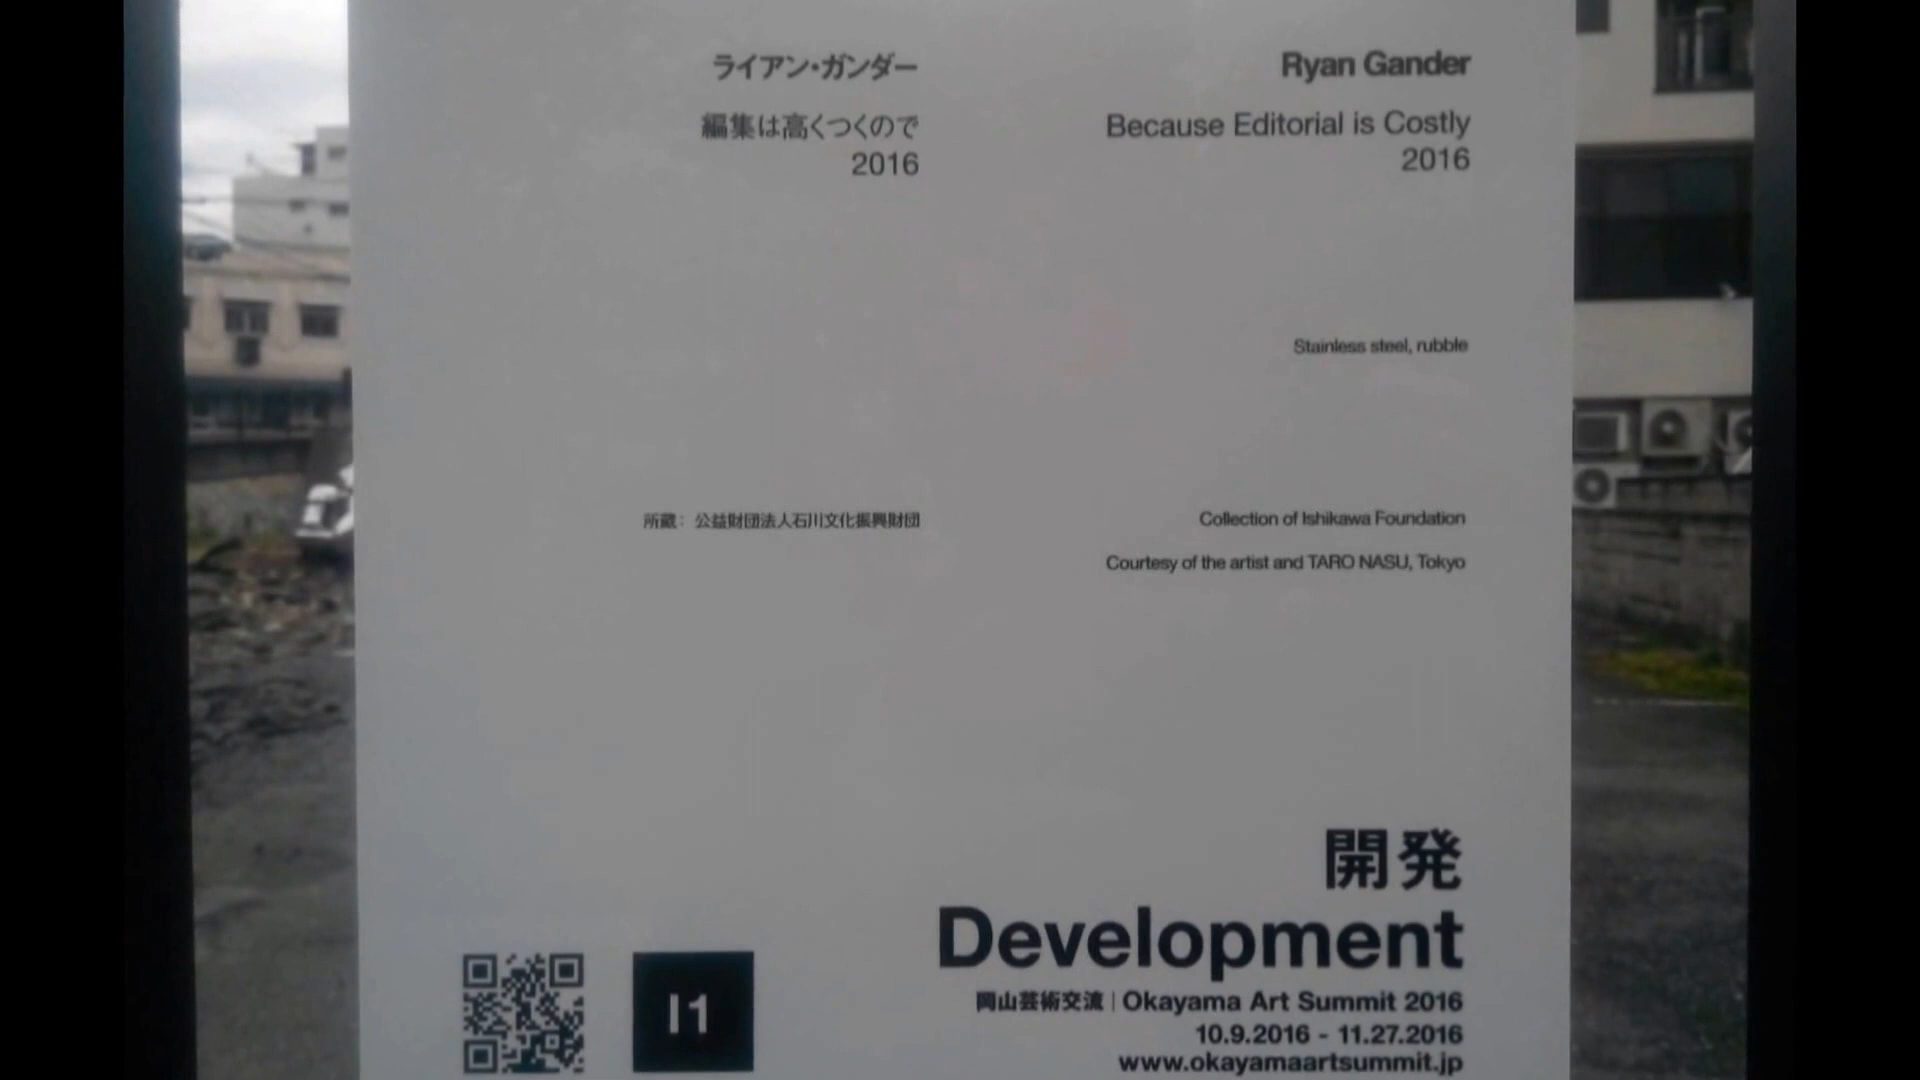 ライアン・ガンダー
編集は高くつくので
2016
Ryan Gander
Because Editorial is Costly
2016
Stainless steel, rubble
所蔵： 公益財団法人石川文化振興財団
Collection of Ishikawa Foundation
Courtesy of the artist and TARO NASU, Tokyo
開発
Development
岡山芸術交流 | Okayama Art Summit 2016
10.9.2016 - 11.27.2016
www.okayamaartsummit.jp
I1